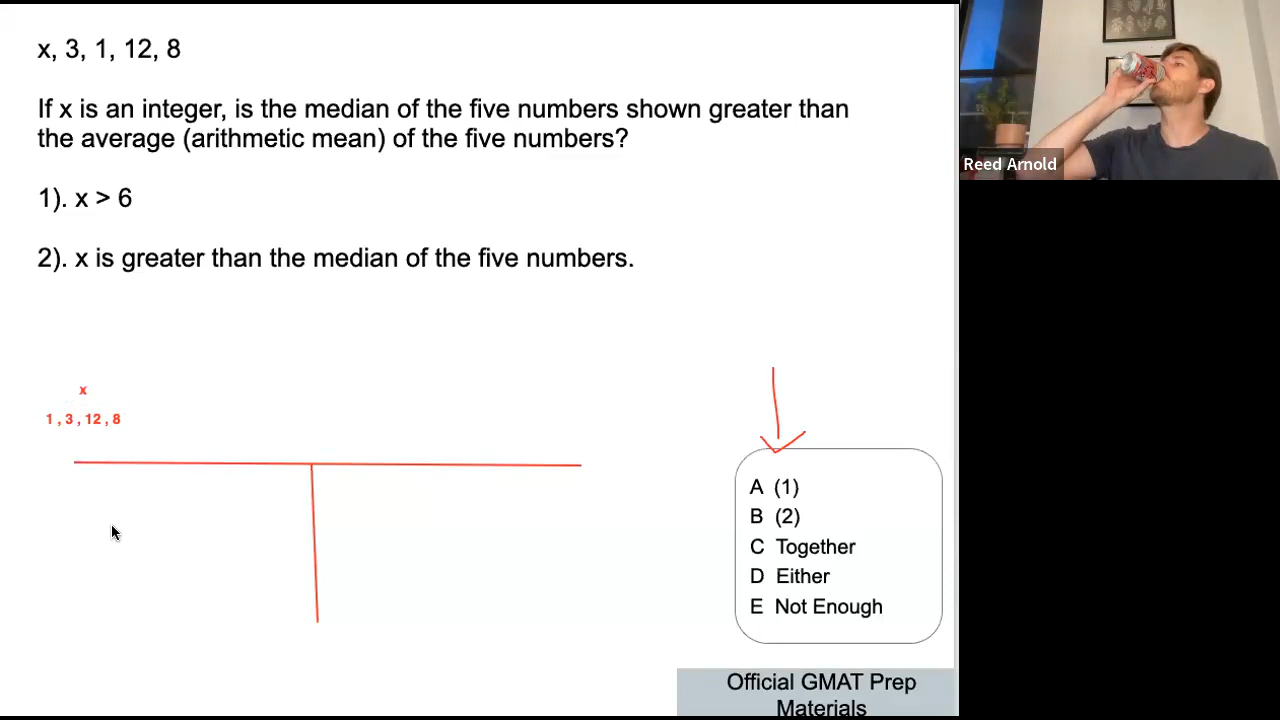 x, 3, 1, 12, 8
If x is an integer, is the median of the five numbers shown greater than
the average (arithmetic mean) of the five numbers?
1). x > 6
2). x is greater than the median of the five numbers.
x
1 , 3 , 12 , 8
A (1)
B (2)
C Together
D Either
E Not Enough
Official GMAT Prep
Materials
Reed Arnold